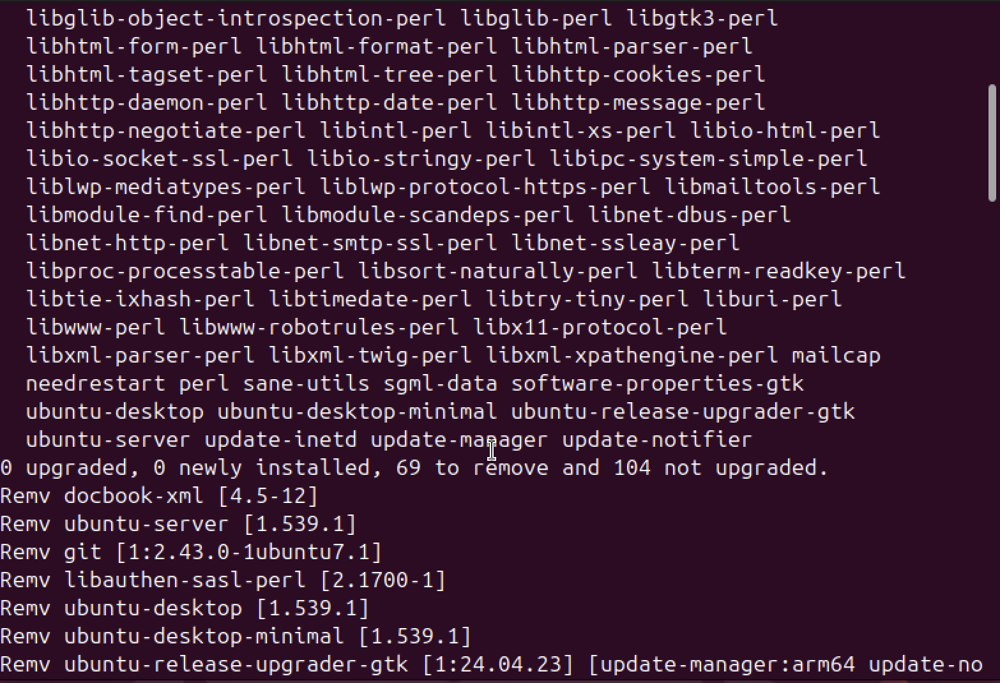 libglib-object-introspection-perl libglib-perl libgtk3-perl
libhtml-form-perl libhtml-format-perl libhtml-parser-perl
libhtml-tagset-perl libhtml-tree-perl libhttp-cookies-perl
libhttp-daemon-perl libhttp-date-perl libhttp-message-perl
libhttp-negotiate-perl libintl-perl libintl-xs-perl libio-html-perl
libio-socket-ssl-perl libio-stringy-perl libipc-system-simple-perl
liblwp-mediatypes-perl liblwp-protocol-https-perl libmailtools-perl
libmodule-find-perl libmodule-scandeps-perl libnet-dbus-perl
libnet-http-perl libnet-smtp-ssl-perl libnet-ssleay-perl
libproc-processtable-perl libsort-naturally-perl libterm-readkey-perl
libtie-ixhash-perl libtimedate-perl libtry-tiny-perl liburi-perl
libwww-perl libwww-robotrules-perl libx11-protocol-perl
libxml-parser-perl libxml-twig-perl libxml-xpathengine-perl mailcap
needrestart perl sane-utils sgml-data software-properties-gtk
ubuntu-desktop ubuntu-desktop-minimal ubuntu-release-upgrader-gtk
ubuntu-server update-inetd update-manager update-notifier
0 upgraded, 0 newly installed, 69 to remove and 104 not upgraded.
Remv docbook-xml [4.5-12]
Remv ubuntu-server [1.539.1]
Remv git [1:2.43.0-1ubuntu7.1]
Remv libauthen-sasl-perl [2.1700-1]
Remv ubuntu-desktop [1.539.1]
Remv ubuntu-desktop-minimal [1.539.1]
Remv ubuntu-release-upgrader-gtk [1:24.04.23] [update-manager:arm64 update-no